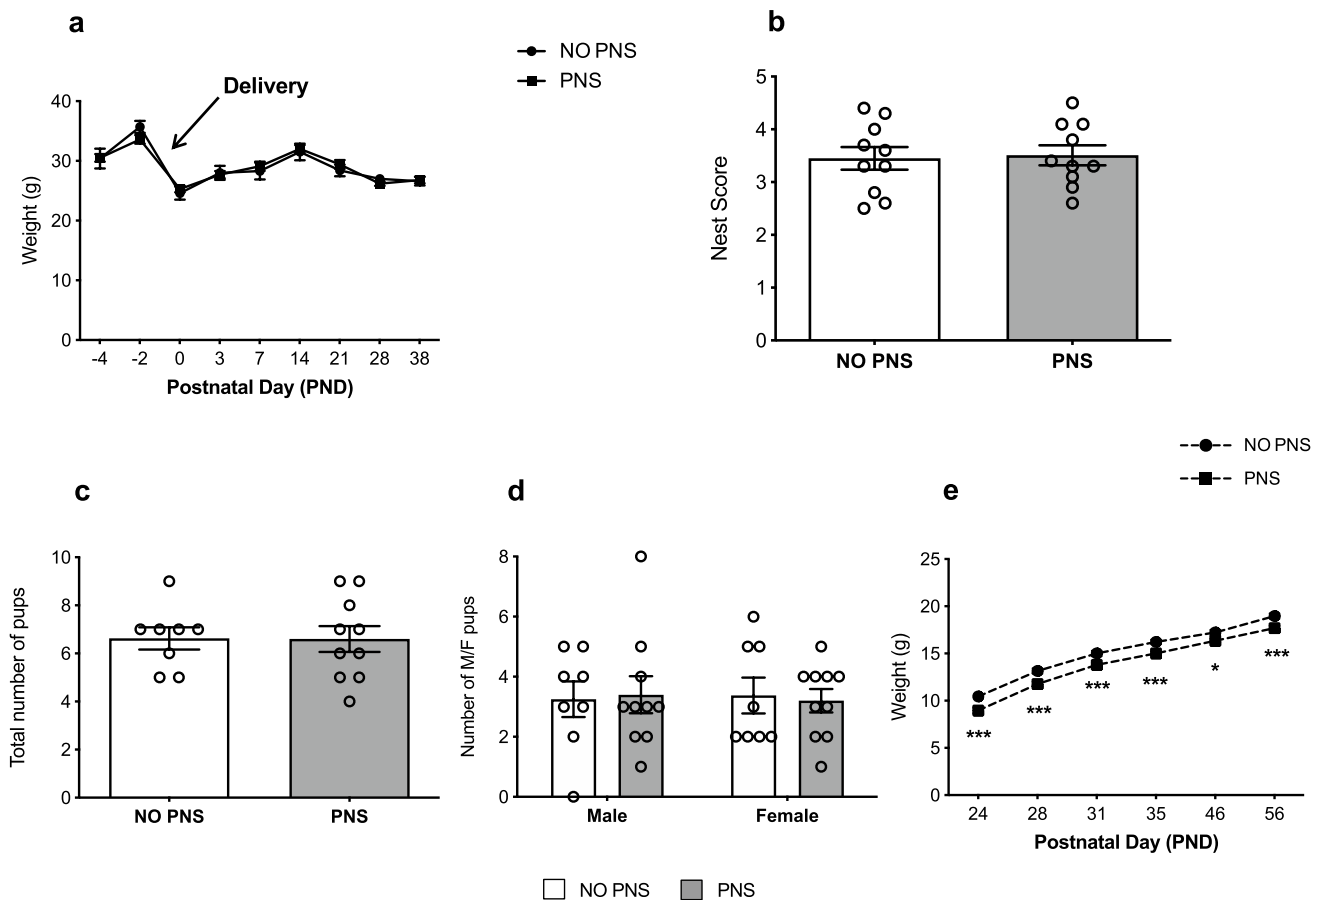 a
NO PNS
PNS
Delivery
40
30
20
10
0
Weight (g)
-4 -2 0 3 7 14 21 28 38
Postnatal Day (PND)
b
5
4
3
2
1
0
Nest Score
NO PNS PNS
c
10
8
6
4
2
0
Total number of pups
NO PNS PNS
d
8
6
4
2
0
Number of M/F pups
Male Female
NO PNS PNS
e
NO PNS
PNS
25
20
15
10
5
0
Weight (g)
*** *** *** *** * ***
24 28 31 35 46 56
Postnatal Day (PND)